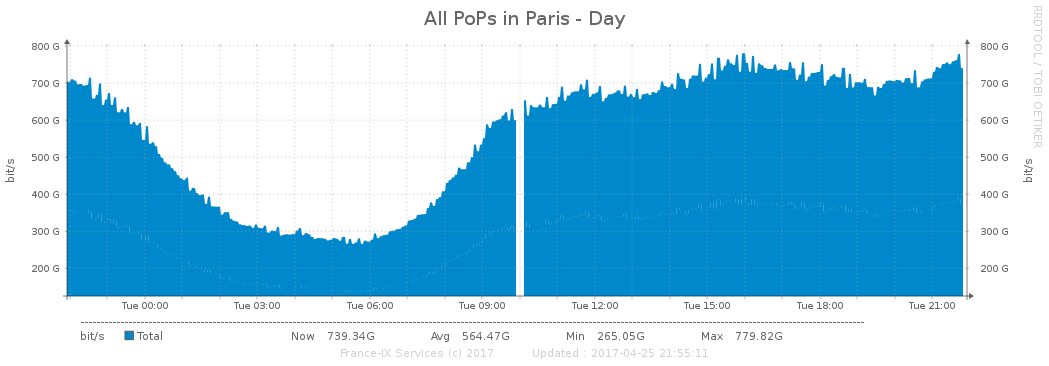 All PoPs in Paris - Day
RRDTOOL / TOBI OETIKER
800 G 800 G
700 G 700 G
600 G 600 G
500 G 500 G
400 G 400 G
300 G 300 G
200 G 200 G
bit/s bit/s
Tue 00:00 Tue 03:00 Tue 06:00 Tue 09:00 Tue 12:00 Tue 15:00 Tue 18:00 Tue 21:00
bit/s Total Now 739.34G Avg 564.47G Min 265.05G Max 779.82G
France-IX Services (c) 2017 Updated : 2017-04-25 21:55:11